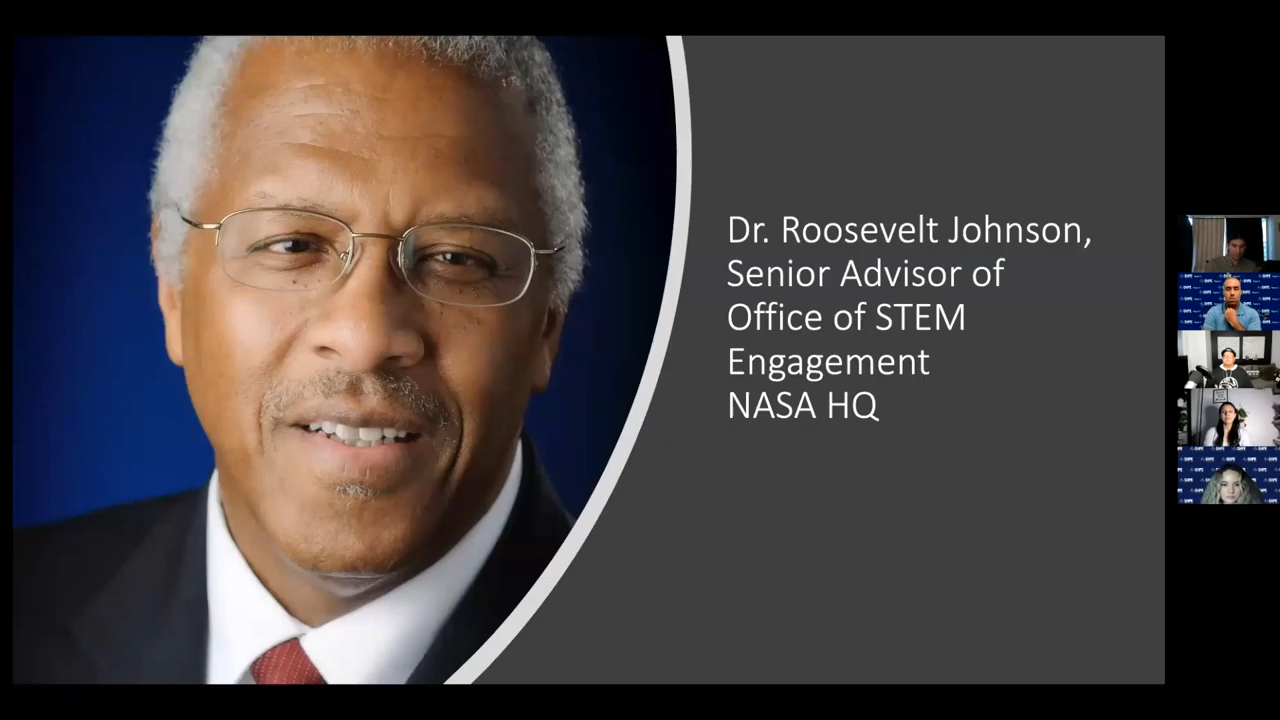 Dr. Roosevelt Johnson,
Senior Advisor of
Office of STEM
Engagement
NASA HQ